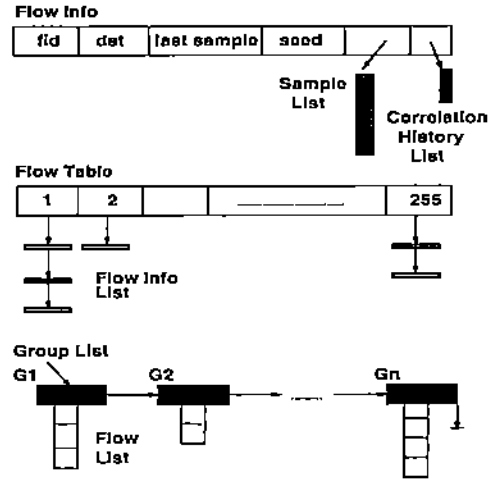 Flow Info
fid dst last sample seed
Sample
List
Correlation
History
List
Flow Table
1 2 255
Flow Info
List
Group List
G1 G2 Gn
Flow
List